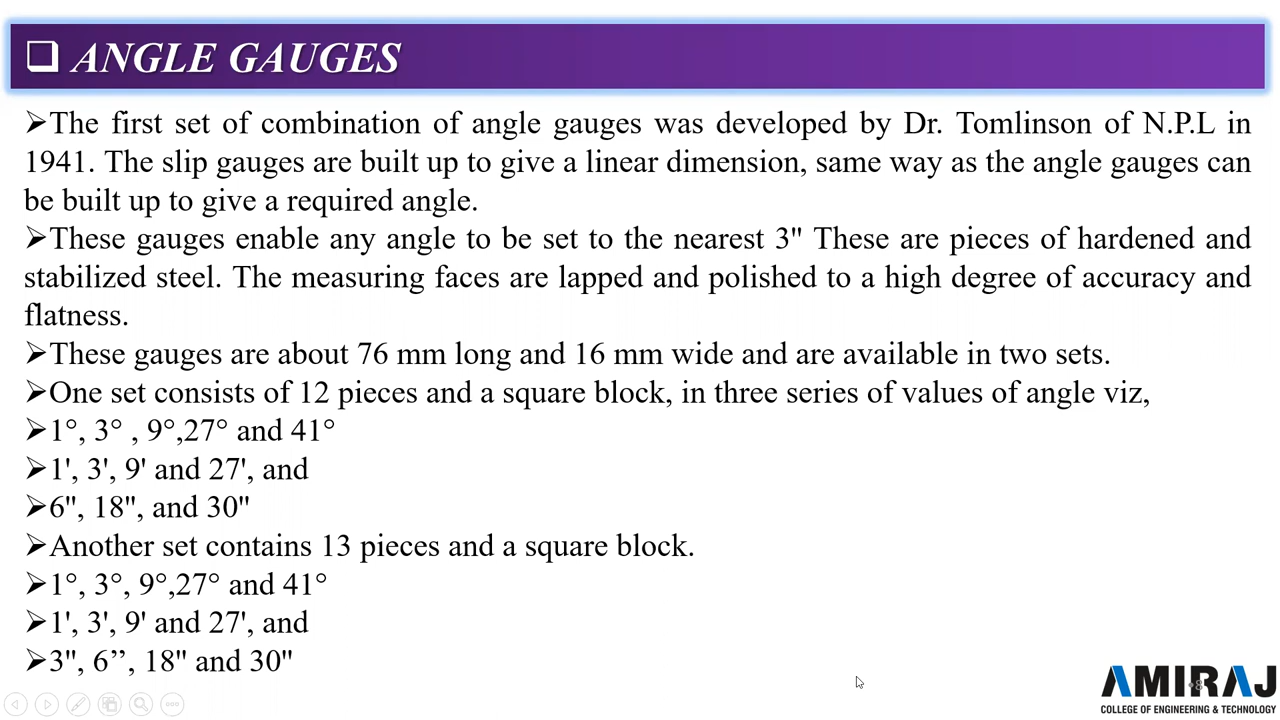 ❑ ANGLE GAUGES
➢The first set of combination of angle gauges was developed by Dr. Tomlinson of N.P.L in
1941. The slip gauges are built up to give a linear dimension, same way as the angle gauges can
be built up to give a required angle.
➢These gauges enable any angle to be set to the nearest 3" These are pieces of hardened and
stabilized steel. The measuring faces are lapped and polished to a high degree of accuracy and
flatness.
➢These gauges are about 76 mm long and 16 mm wide and are available in two sets.
➢One set consists of 12 pieces and a square block, in three series of values of angle viz,
➢1°, 3° , 9°,27° and 41°
➢1', 3', 9' and 27', and
➢6", 18", and 30"
➢Another set contains 13 pieces and a square block.
➢1°, 3°, 9°,27° and 41°
➢1', 3', 9' and 27', and
➢3", 6’’, 18" and 30"
AMIRAJ
COLLEGE OF ENGINEERING & TECHNOLOGY